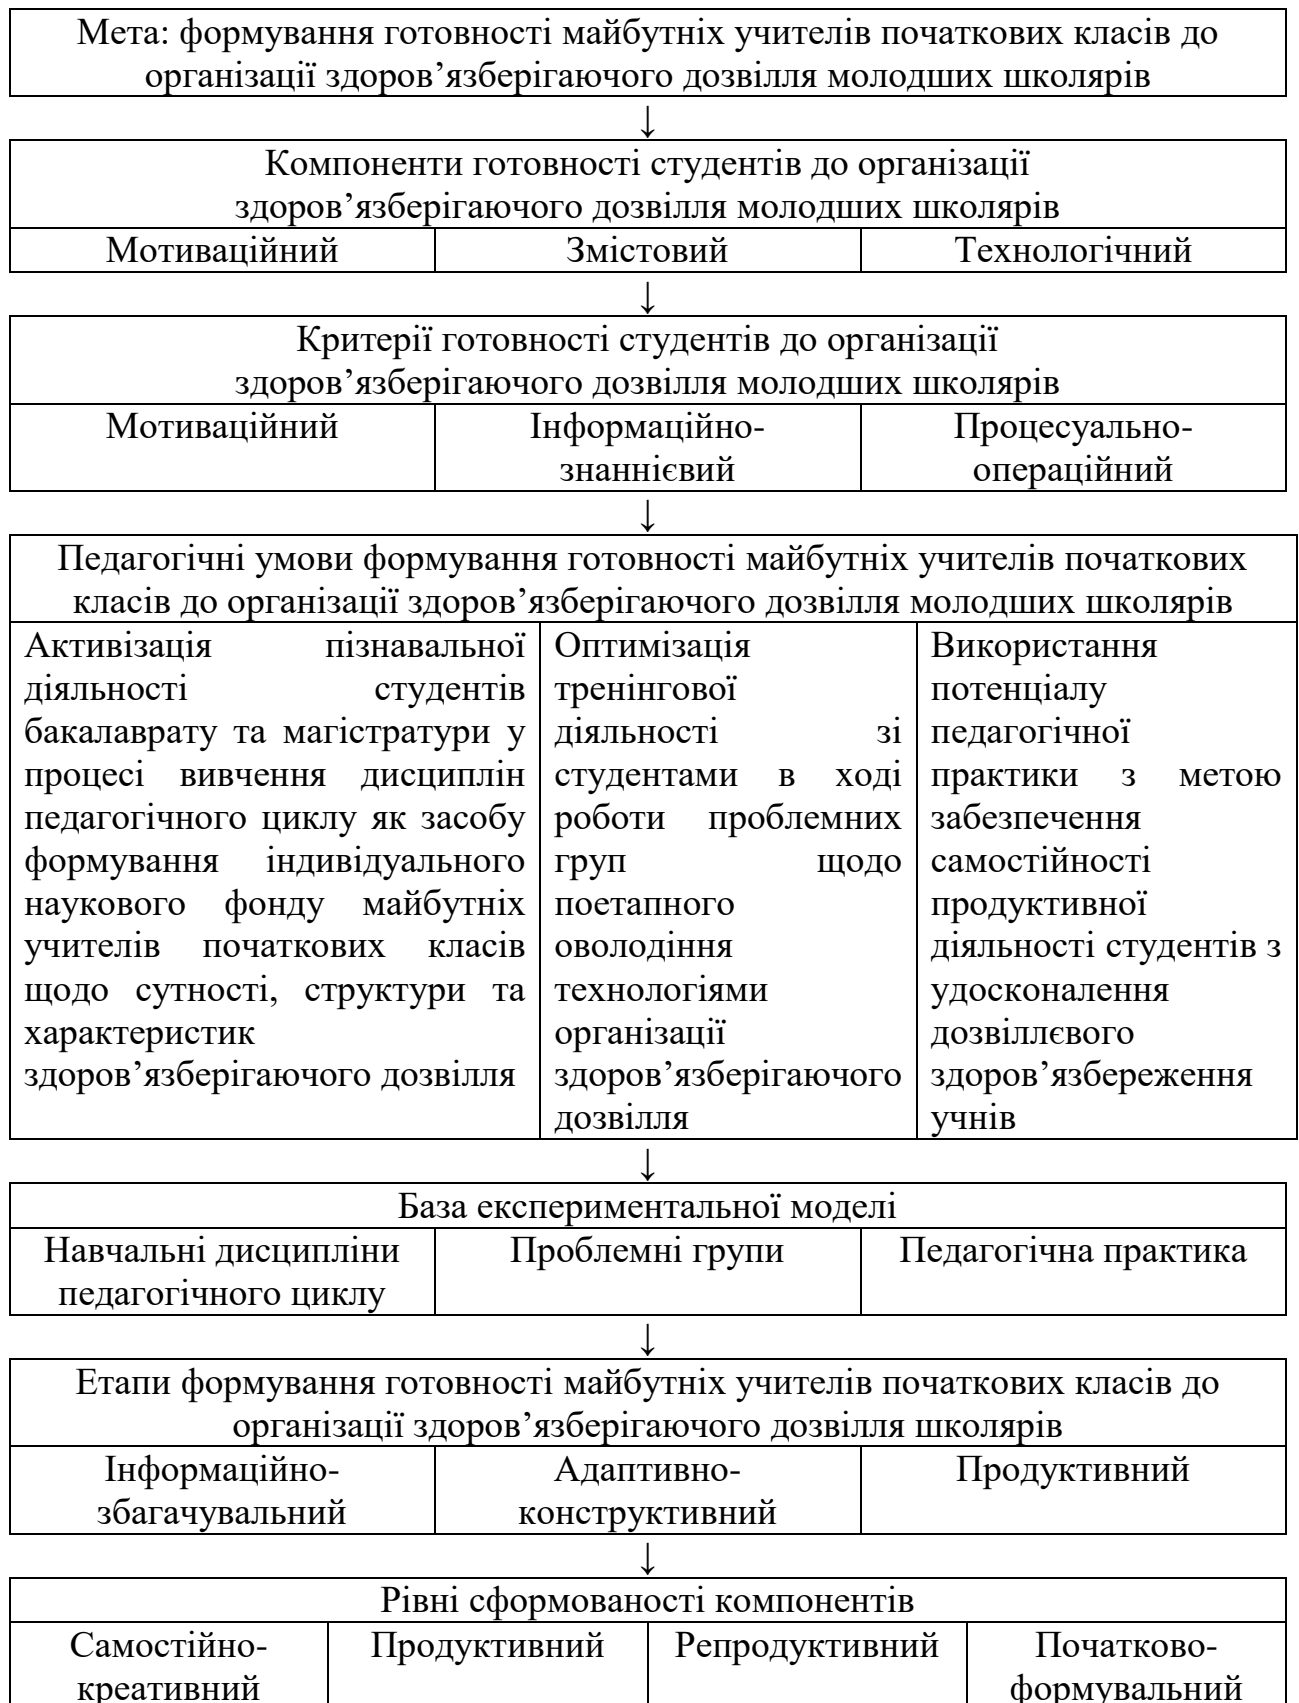 Мета: формування готовності майбутніх учителів початкових класів до
організації здоров’язберігаючого дозвілля молодших школярів
↓
Компоненти готовності студентів до організації
здоров’язберігаючого дозвілля молодших школярів
Мотиваційний
Змістовий
Технологічний
↓
Критерії готовності студентів до організації
здоров’язберігаючого дозвілля молодших школярів
Мотиваційний
Інформаційно-
знаннієвий
Процесуально-
операційний
↓
Педагогічні умови формування готовності майбутніх учителів початкових
класів до організації здоров’язберігаючого дозвілля молодших школярів
Активізація пізнавальної
діяльності студентів
бакалаврату та магістратури у
процесі вивчення дисциплін
педагогічного циклу як засобу
формування індивідуального
наукового фонду майбутніх
учителів початкових класів
щодо сутності, структури та
характеристик
здоров’язберігаючого дозвілля
Оптимізація
тренінгової
діяльності зі
студентами в ході
роботи проблемних
груп щодо
поетапного
оволодіння
технологіями
організації
здоров’язберігаючого
дозвілля
Використання
потенціалу
педагогічної
практики з метою
забезпечення
самостійності
продуктивної
діяльності студентів з
удосконалення
дозвіллєвого
здоров’язбереження
учнів
↓
База експериментальної моделі
Навчальні дисципліни
педагогічного циклу
Проблемні групи
Педагогічна практика
↓
Етапи формування готовності майбутніх учителів початкових класів до
організації здоров’язберігаючого дозвілля школярів
Інформаційно-
збагачувальний
Адаптивно-
конструктивний
Продуктивний
↓
Рівні сформованості компонентів
Самостійно-
креативний
Продуктивний
Репродуктивний
Початково-
формувальний